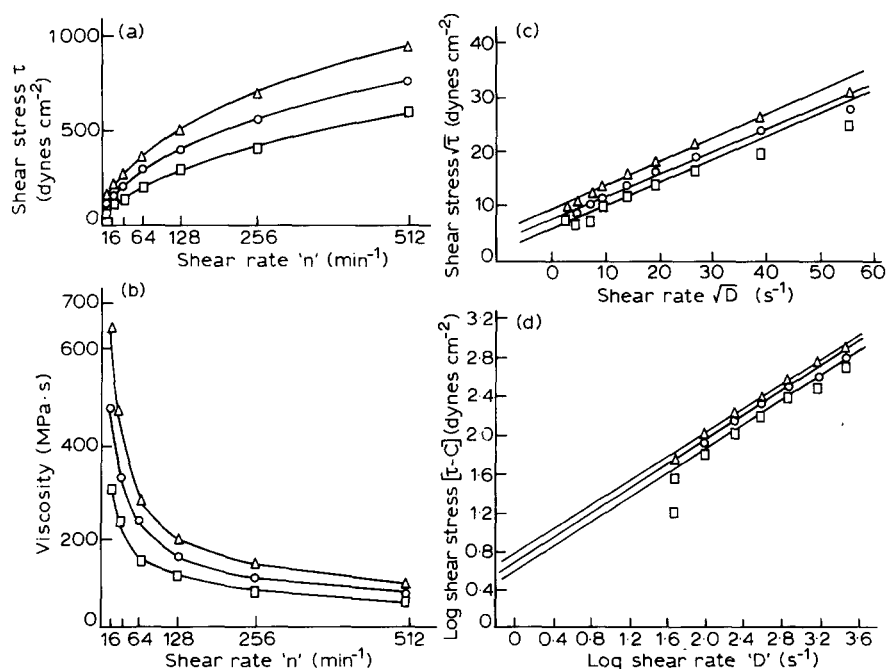 (a)
Shear stress τ
(dynes cm⁻²)
1000
500
0
16 64 128 256 512
Shear rate 'n' (min⁻¹)
(b)
Viscosity (MPa·s)
700
600
400
200
0
16 64 128 256 512
Shear rate 'n' (min⁻¹)
(c)
Shear stress √τ (dynes cm⁻²)
40
30
20
10
0
0 10 20 30 40 50 60
Shear rate √D (s⁻¹)
(d)
Log shear stress [τ-C] (dynes cm⁻²)
3·2
2·8
2·4
2·0
1·6
1·2
0·8
0·4
0 0·4 0·8 1·2 1·6 2·0 2·4 2·8 3·2 3·6
Log shear rate 'D' (s⁻¹)